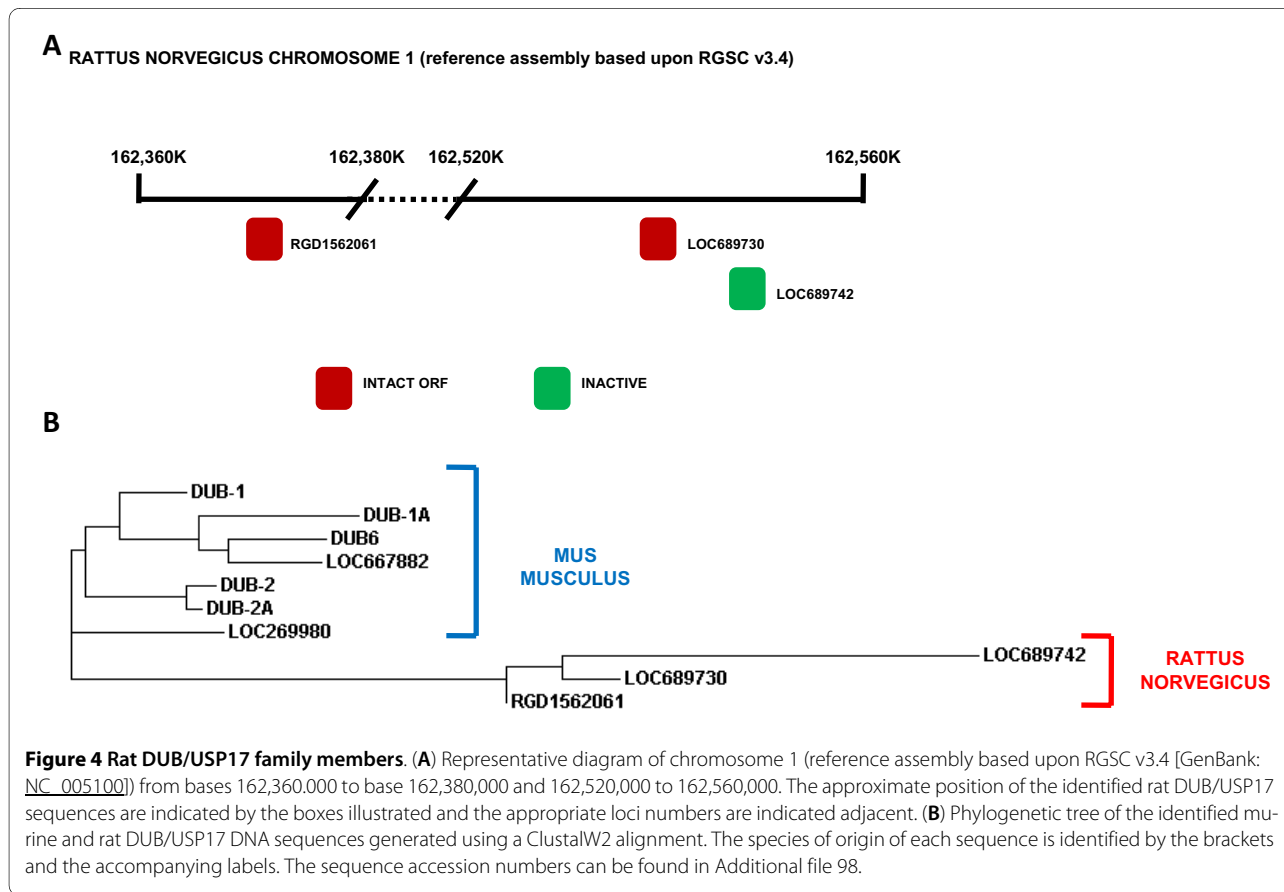 A RATTUS NORVEGICUS CHROMOSOME 1 (reference assembly based upon RGSC v3.4)
162,360K 162,380K 162,520K 162,560K
RGD1562061 LOC689730
LOC689742
INTACT ORF INACTIVE
B
DUB-1
DUB-1A
DUB6
LOC667882
DUB-2
DUB-2A
LOC269980
MUS
MUSCULUS
LOC689742
LOC689730
RGD1562061
RATTUS
NORVEGICUS
Figure 4 Rat DUB/USP17 family members. (A) Representative diagram of chromosome 1 (reference assembly based upon RGSC v3.4 [GenBank:
NC_005100]) from bases 162,360.000 to base 162,380,000 and 162,520,000 to 162,560,000. The approximate position of the identified rat DUB/USP17
sequences are indicated by the boxes illustrated and the appropriate loci numbers are indicated adjacent. (B) Phylogenetic tree of the identified mu-
rine and rat DUB/USP17 DNA sequences generated using a ClustalW2 alignment. The species of origin of each sequence is identified by the brackets
and the accompanying labels. The sequence accession numbers can be found in Additional file 98.